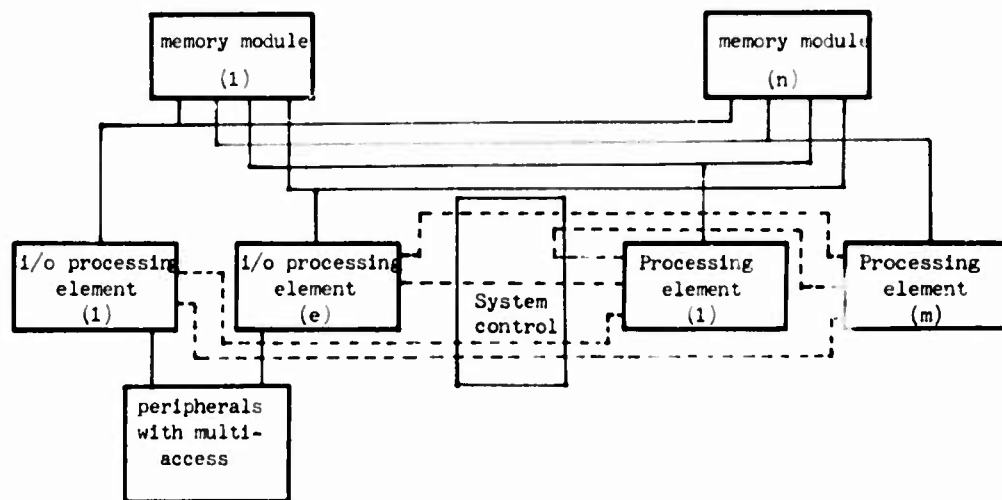 memory module
(1)
memory module
(n)
i/o processing
element
(1)
i/o processing
element
(e)
System
control
Processing
element
(1)
Processing
element
(m)
peripherals
with multi-
access